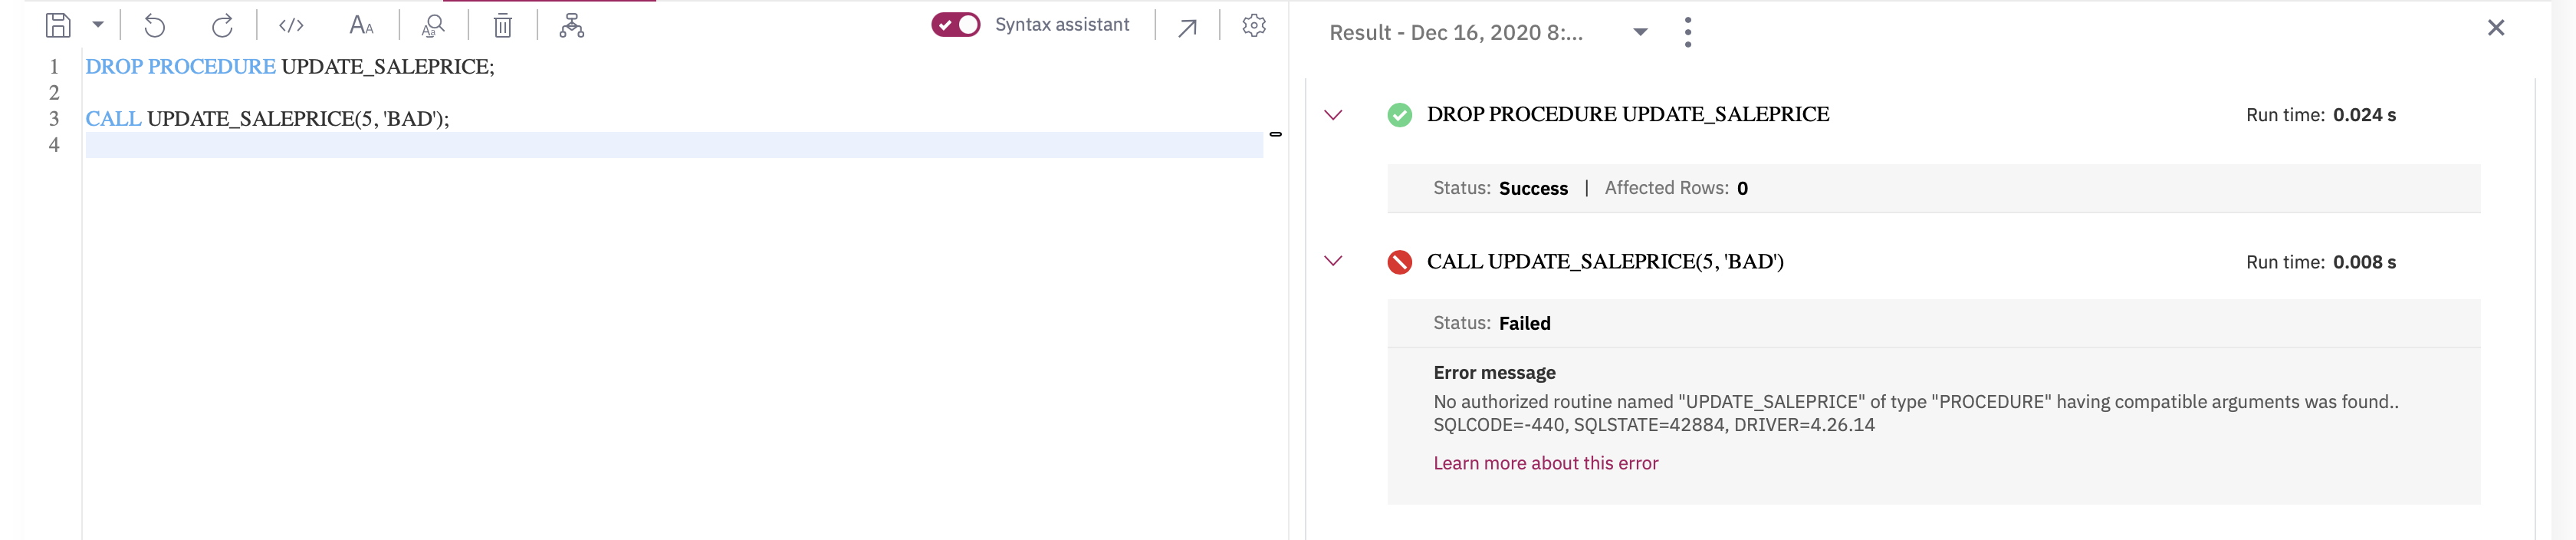 Syntax assistant
1 DROP PROCEDURE UPDATE_SALEPRICE;
2
3 CALL UPDATE_SALEPRICE(5, 'BAD');
4
Result - Dec 16, 2020 8:...
DROP PROCEDURE UPDATE_SALEPRICE Run time: 0.024 s
Status: Success | Affected Rows: 0
CALL UPDATE_SALEPRICE(5, 'BAD') Run time: 0.008 s
Status: Failed
Error message
No authorized routine named "UPDATE_SALEPRICE" of type "PROCEDURE" having compatible arguments was found..
SQLCODE=-440, SQLSTATE=42884, DRIVER=4.26.14
Learn more about this error